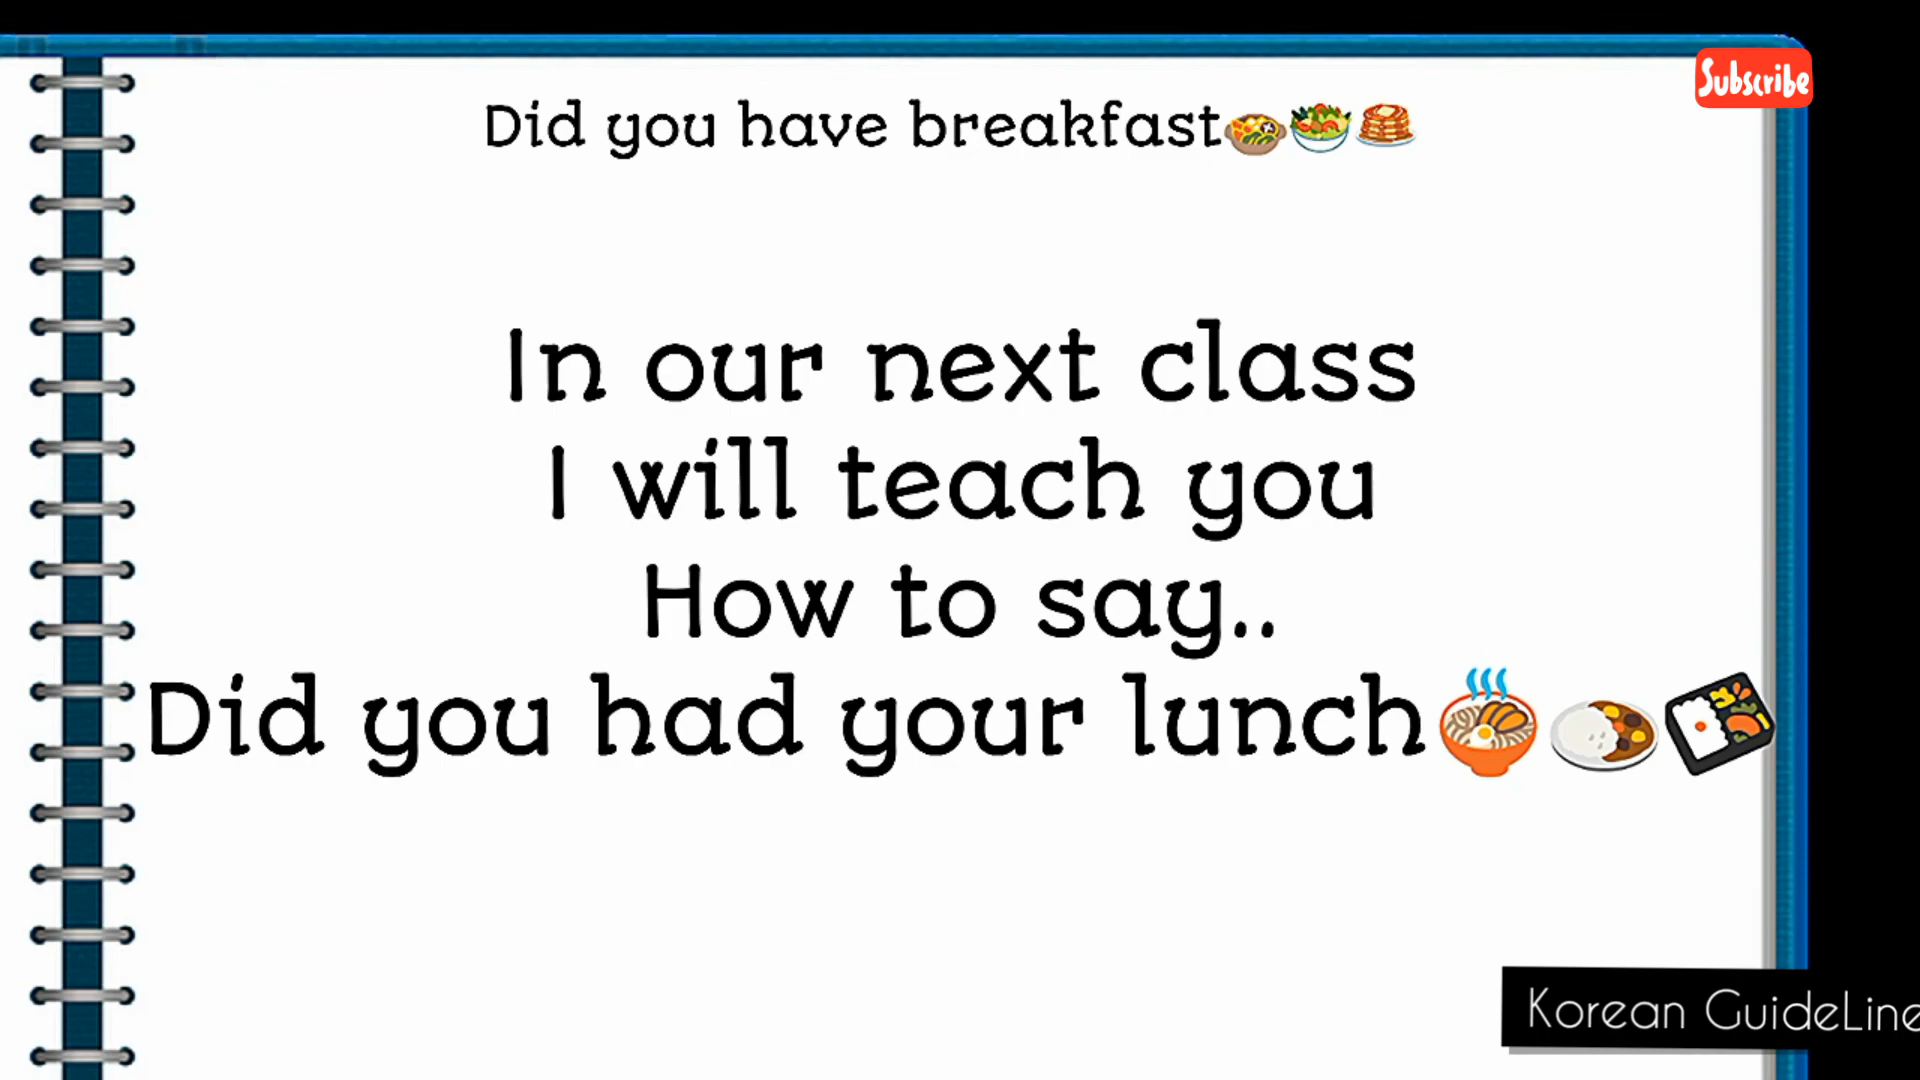 Subscribe
Did you have breakfast🍲🥗🥞
In our next class
I will teach you
How to say..
Did you had your lunch🍜🍛🍱
Korean GuideLine